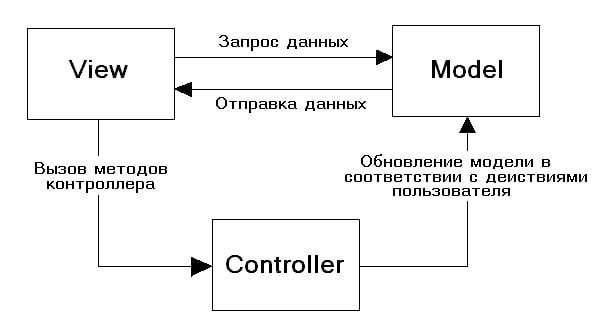 Запрос данных
View
Model
Отправка данных
Вызов методов
контроллера
Обновление модели в
соответствии с деиствиями
пользователя
Controller